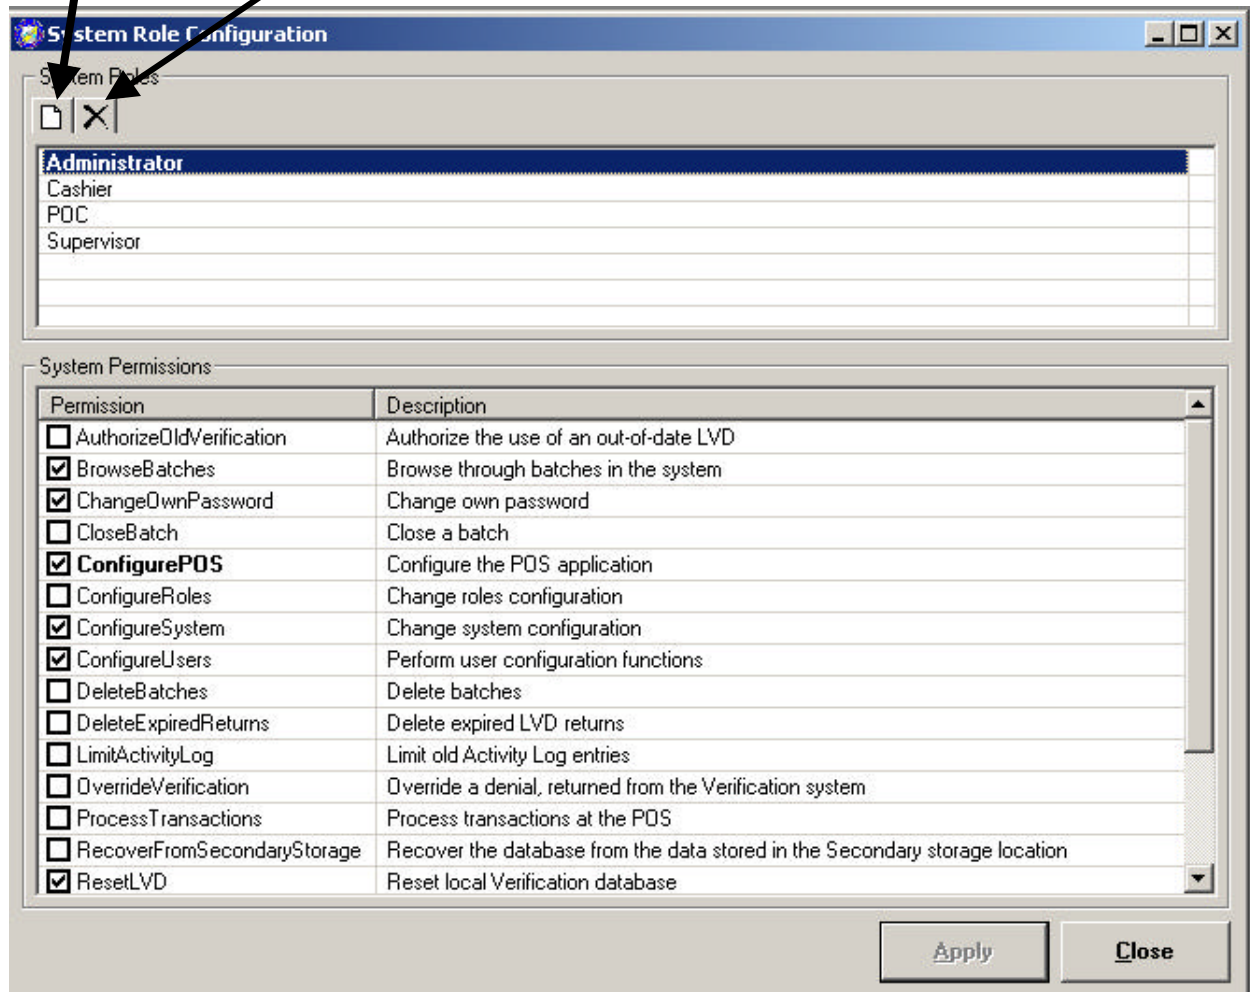 System Role Configuration
System Roles
Administrator
Cashier
POC
Supervisor
System Permissions
Permission Description
AuthorizeOldVerification Authorize the use of an out-of-date LVD
BrowseBatches Browse through batches in the system
ChangeOwnPassword Change own password
CloseBatch Close a batch
ConfigurePOS Configure the POS application
ConfigureRoles Change roles configuration
ConfigureSystem Change system configuration
ConfigureUsers Perform user configuration functions
DeleteBatches Delete batches
DeleteExpiredReturns Delete expired LVD returns
LimitActivityLog Limit old Activity Log entries
OverrideVerification Override a denial, returned from the Verification system
ProcessTransactions Process transactions at the POS
RecoverFromSecondaryStorage Recover the database from the data stored in the Secondary storage location
ResetLVD Reset local Verification database
Apply Close